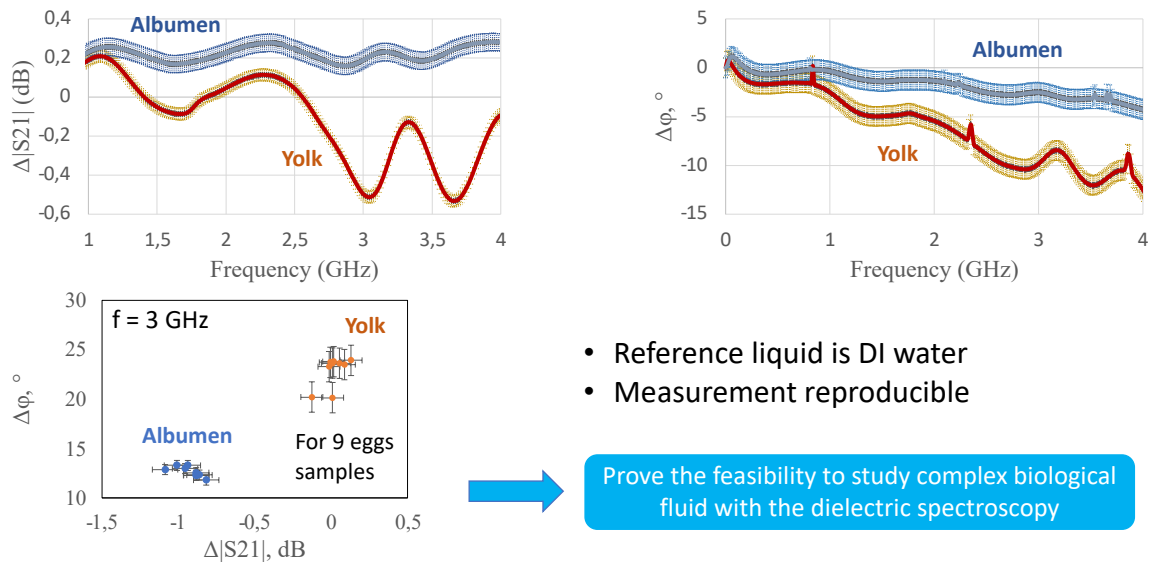 0,4
0,2
0
-0,2
-0,4
-0,6
Δ|S21| (dB)
Albumen
Yolk
1 1,5 2 2,5 3 3,5 4
Frequency (GHz)
5
0
-5
-10
-15
Δφ, °
Albumen
Yolk
0 1 2 3 4
Frequency (GHz)
30
25
20
15
10
Δφ, °
f = 3 GHz
Yolk
Albumen
For 9 eggs
samples
-1,5 -1 -0,5 0 0,5
Δ|S21|, dB
• Reference liquid is DI water
• Measurement reproducible
Prove the feasibility to study complex biological
fluid with the dielectric spectroscopy